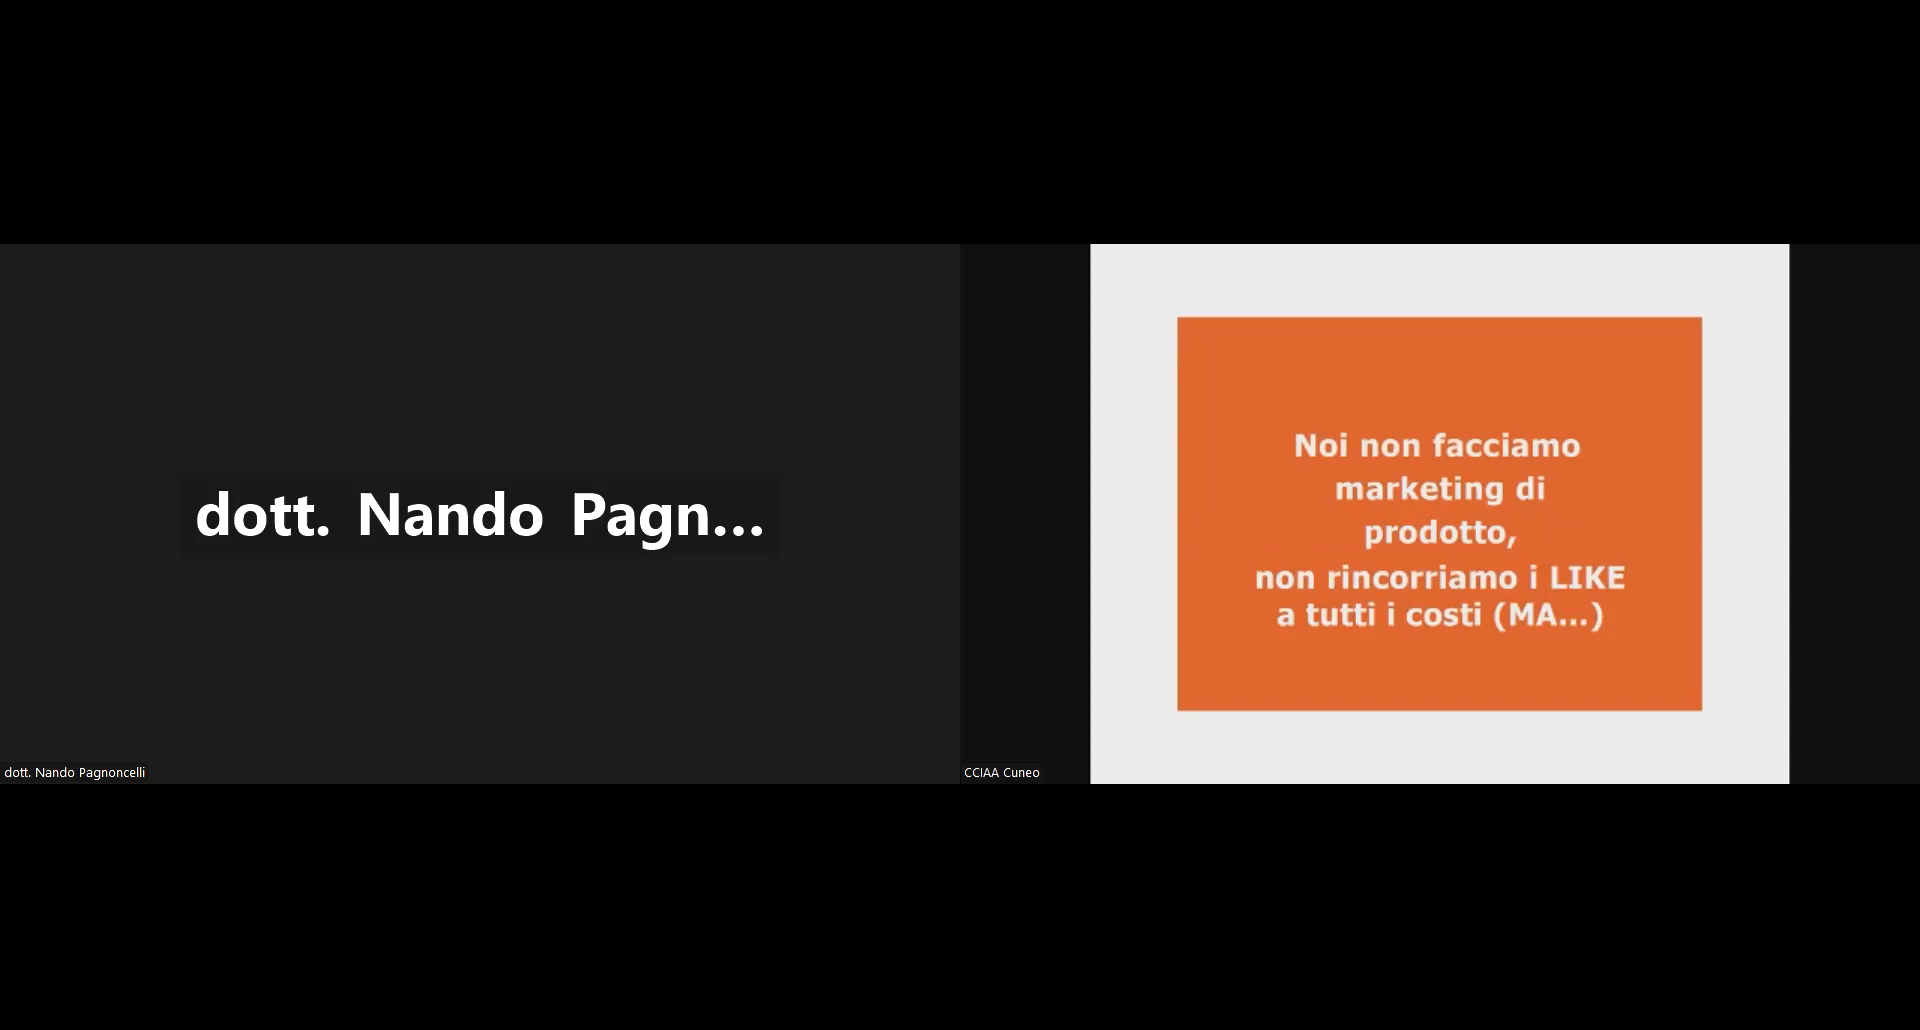 dott. Nando Pagn...
dott. Nando Pagnoncelli
Noi non facciamo
marketing di
prodotto,
non rincorriamo i LIKE
a tutti i costi (MA...)
CCIAA Cuneo